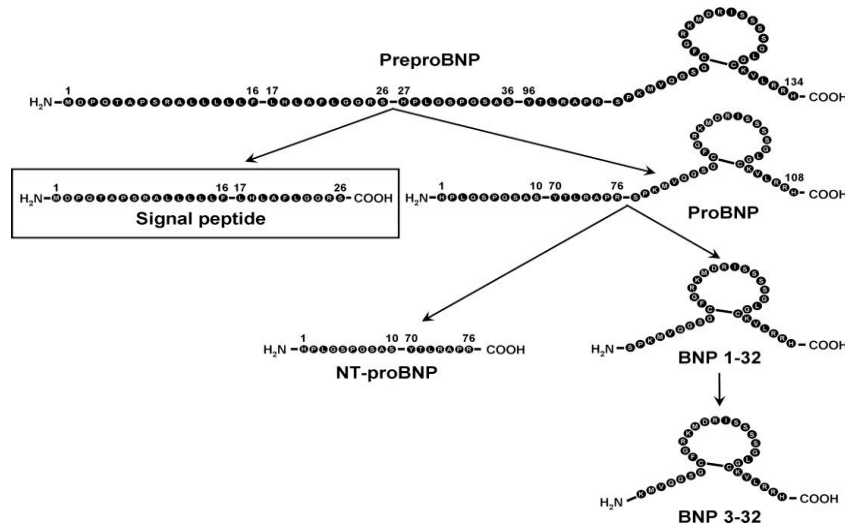 PreproBNP
1 16 17 26 27 36 96 134
H₂N–MDPQTAPSRALLLLLF–LHLAFLGGRS–HPLGSPGSAS–YTLRAPR–SPKMVQGSGCFGRKMDRISSSSGLGCKVLRRH–COOH
1 16 17 26
H₂N–MDPQTAPSRALLLLLF–LHLAFLGGRS–COOH
Signal peptide
1 10 70 76 108
H₂N–HPLGSPGSAS–YTLRAPR–SPKMVQGSGCFGRKMDRISSSSGLGCKVLRRH–COOH
ProBNP
1 10 70 76
H₂N–HPLGSPGSAS–YTLRAPR–COOH
NT-proBNP
H₂N–SPKMVQGSGCFGRKMDRISSSSGLGCKVLRRH–COOH
BNP 1-32
H₂N–KMVQGSGCFGRKMDRISSSSGLGCKVLRRH–COOH
BNP 3-32